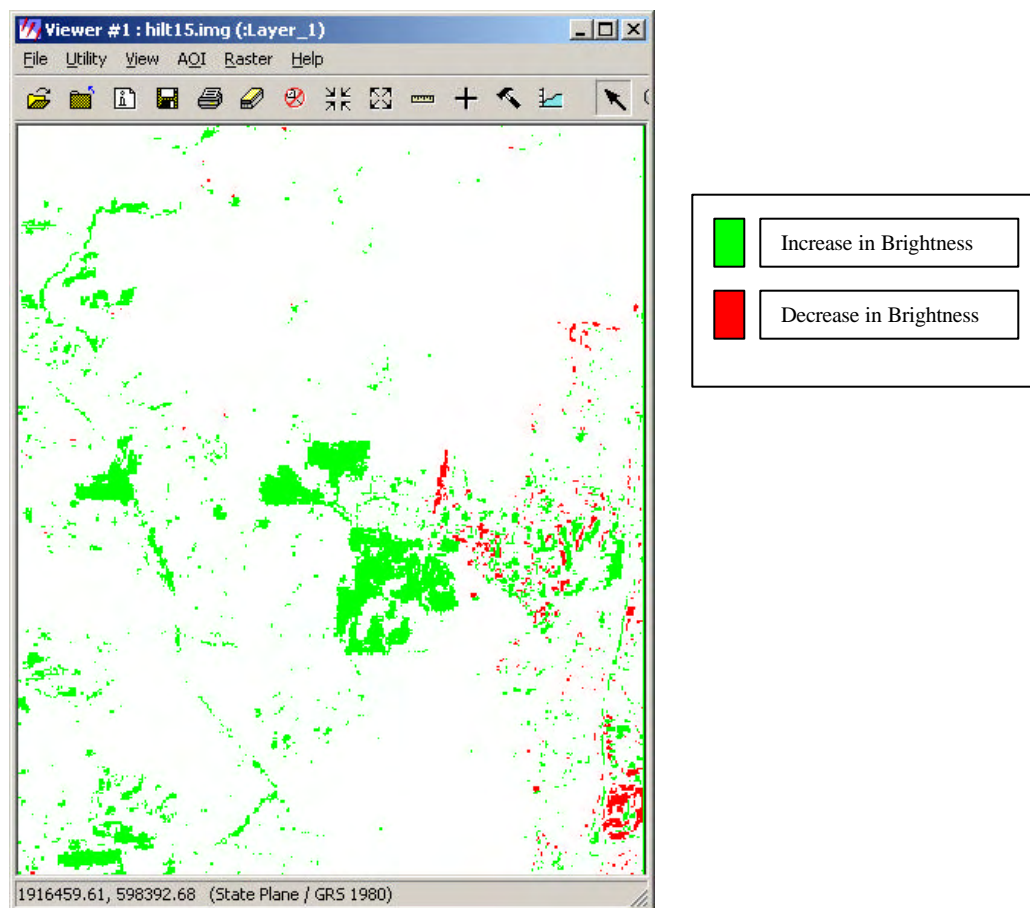 Viewer #1 : hilt15.img (:Layer_1)
File Utility View AOI Raster Help
Increase in Brightness
Decrease in Brightness
1916459.61, 598392.68 (State Plane / GRS 1980)